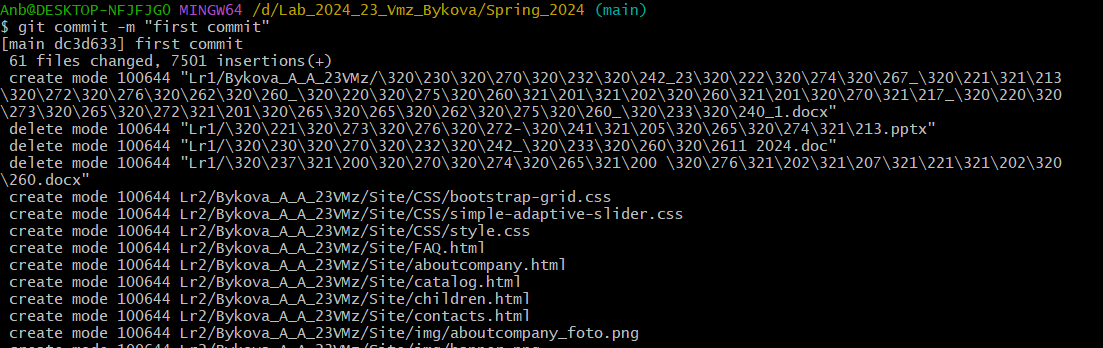 Anb@DESKTOP-NFJFJGO MINGW64 /d/Lab_2024_23_Vmz_Bykova/Spring_2024 (main)
$ git commit -m "first commit"
[main dc3d633] first commit
 61 files changed, 7501 insertions(+)
 create mode 100644 "Lr1/Bykova_A_A_23VMz/\320\230\320\270\320\232\320\242_23\320\222\320\274\320\267_\320\221\321\213
\320\272\320\276\320\262\320\260_\320\220\320\275\320\260\321\201\321\202\320\260\321\201\320\270\321\217_\320\220\320
\273\320\265\320\272\321\201\320\265\320\265\320\262\320\275\320\260_\320\233\320\240_1.docx"
 delete mode 100644 "Lr1/\320\221\320\273\320\276\320\272-\320\241\321\205\320\265\320\274\321\213.pptx"
 delete mode 100644 "Lr1/\320\230\320\270\320\232\320\242_\320\233\320\260\320\2611 2024.doc"
 delete mode 100644 "Lr1/\320\237\321\200\320\270\320\274\320\265\321\200 \320\276\321\202\321\207\321\221\321\202\320
\260.docx"
 create mode 100644 Lr2/Bykova_A_A_23VMz/Site/CSS/bootstrap-grid.css
 create mode 100644 Lr2/Bykova_A_A_23VMz/Site/CSS/simple-adaptive-slider.css
 create mode 100644 Lr2/Bykova_A_A_23VMz/Site/CSS/style.css
 create mode 100644 Lr2/Bykova_A_A_23VMz/Site/FAQ.html
 create mode 100644 Lr2/Bykova_A_A_23VMz/Site/aboutcompany.html
 create mode 100644 Lr2/Bykova_A_A_23VMz/Site/catalog.html
 create mode 100644 Lr2/Bykova_A_A_23VMz/Site/children.html
 create mode 100644 Lr2/Bykova_A_A_23VMz/Site/contacts.html
 create mode 100644 Lr2/Bykova_A_A_23VMz/Site/img/aboutcompany_foto.png